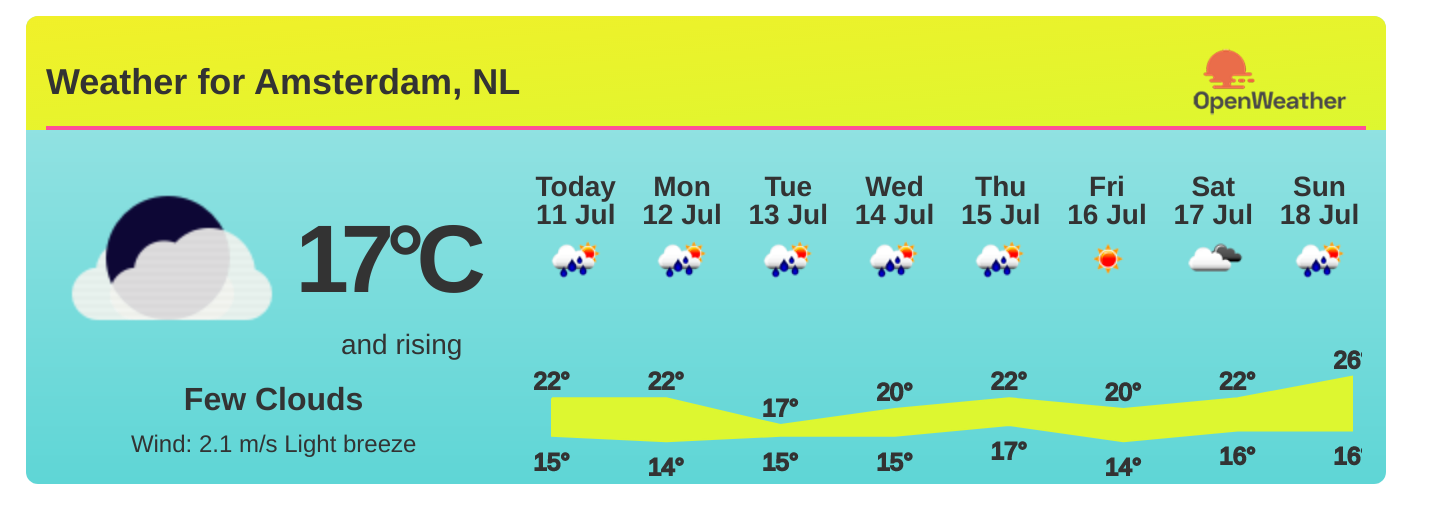 Weather for Amsterdam, NL
OpenWeather
17°C
and rising
Few Clouds
Wind: 2.1 m/s Light breeze
Today Mon Tue Wed Thu Fri Sat Sun
11 Jul 12 Jul 13 Jul 14 Jul 15 Jul 16 Jul 17 Jul 18 Jul
22° 22° 17° 20° 22° 20° 22° 26°
15° 14° 15° 15° 17° 14° 16° 16°